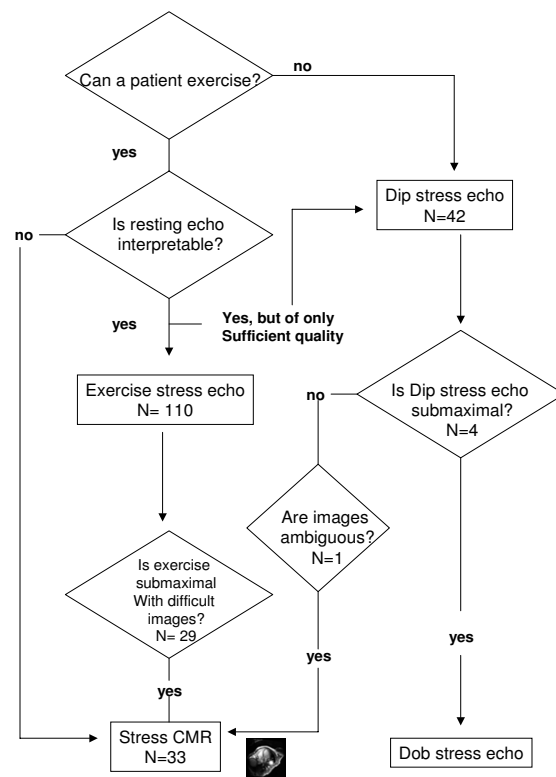 no
Can a patient exercise?
yes
Dip stress echo
N=42
no
Is resting echo
interpretable?
yes
Yes, but of only
Sufficient quality
Exercise stress echo
N= 110
no
Is Dip stress echo
submaximal?
N=4
Are images
ambiguous?
N=1
Is exercise
submaximal
With difficult
images?
N= 29
yes
yes
yes
Stress CMR
N=33
Dob stress echo